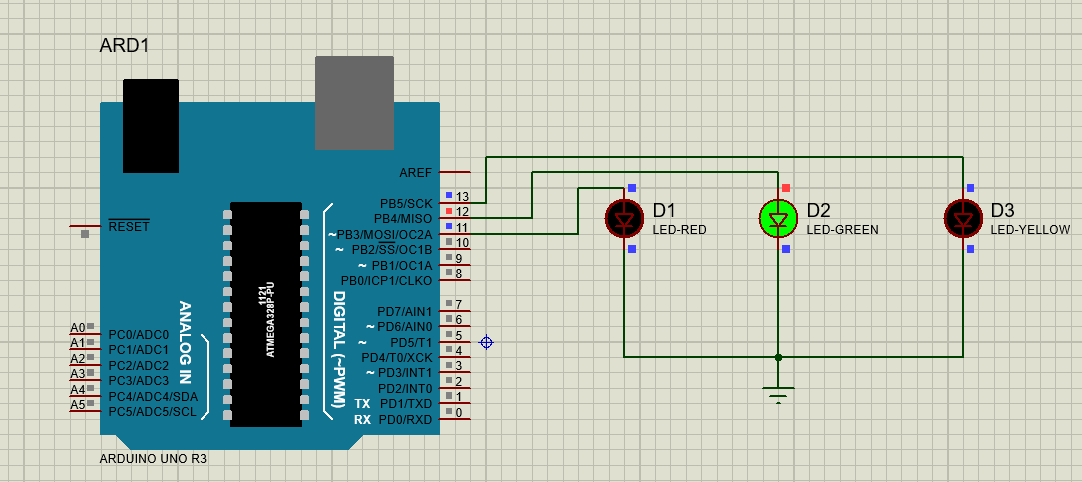 ARD1
AREF
PB5/SCK 13
PB4/MISO 12
~PB3/MOSI/OC2A 11
~ PB2/SS/OC1B 10
~ PB1/OC1A 9
PB0/ICP1/CLKO 8
PD7/AIN1 7
~ PD6/AIN0 6
~ PD5/T1 5
PD4/T0/XCK 4
~ PD3/INT1 3
PD2/INT0 2
TX PD1/TXD 1
RX PD0/RXD 0
RESET
A0 PC0/ADC0
A1 PC1/ADC1
A2 PC2/ADC2
A3 PC3/ADC3
A4 PC4/ADC4/SDA
A5 PC5/ADC5/SCL
ANALOG IN
1121
ATMEGA328P-PU
DIGITAL (~PWM)
ARDUINO UNO R3
D1
LED-RED
D2
LED-GREEN
D3
LED-YELLOW